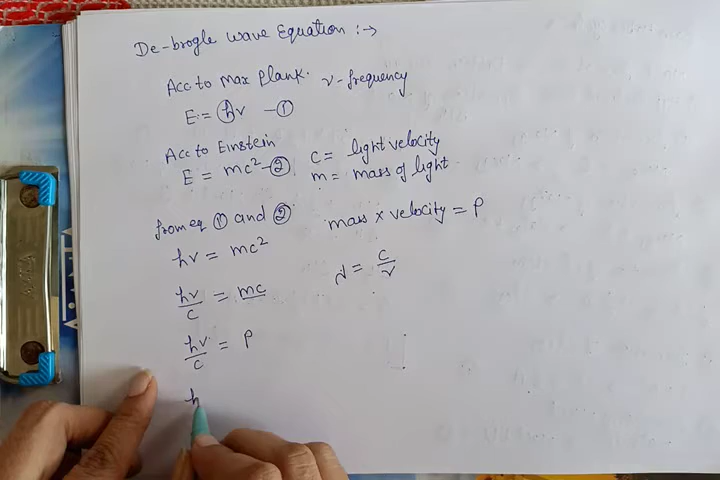 De-brogle wave Equation :→
Acc to Max Plank. ν - frequency
E = hν — ①
Acc to Einstein
E = mc² — ② c = light velocity
m = mass of light
from eq ① and ② mass x velocity = P
hν = mc²
hν/c = mc
λ = c/ν
hν/c = P
h